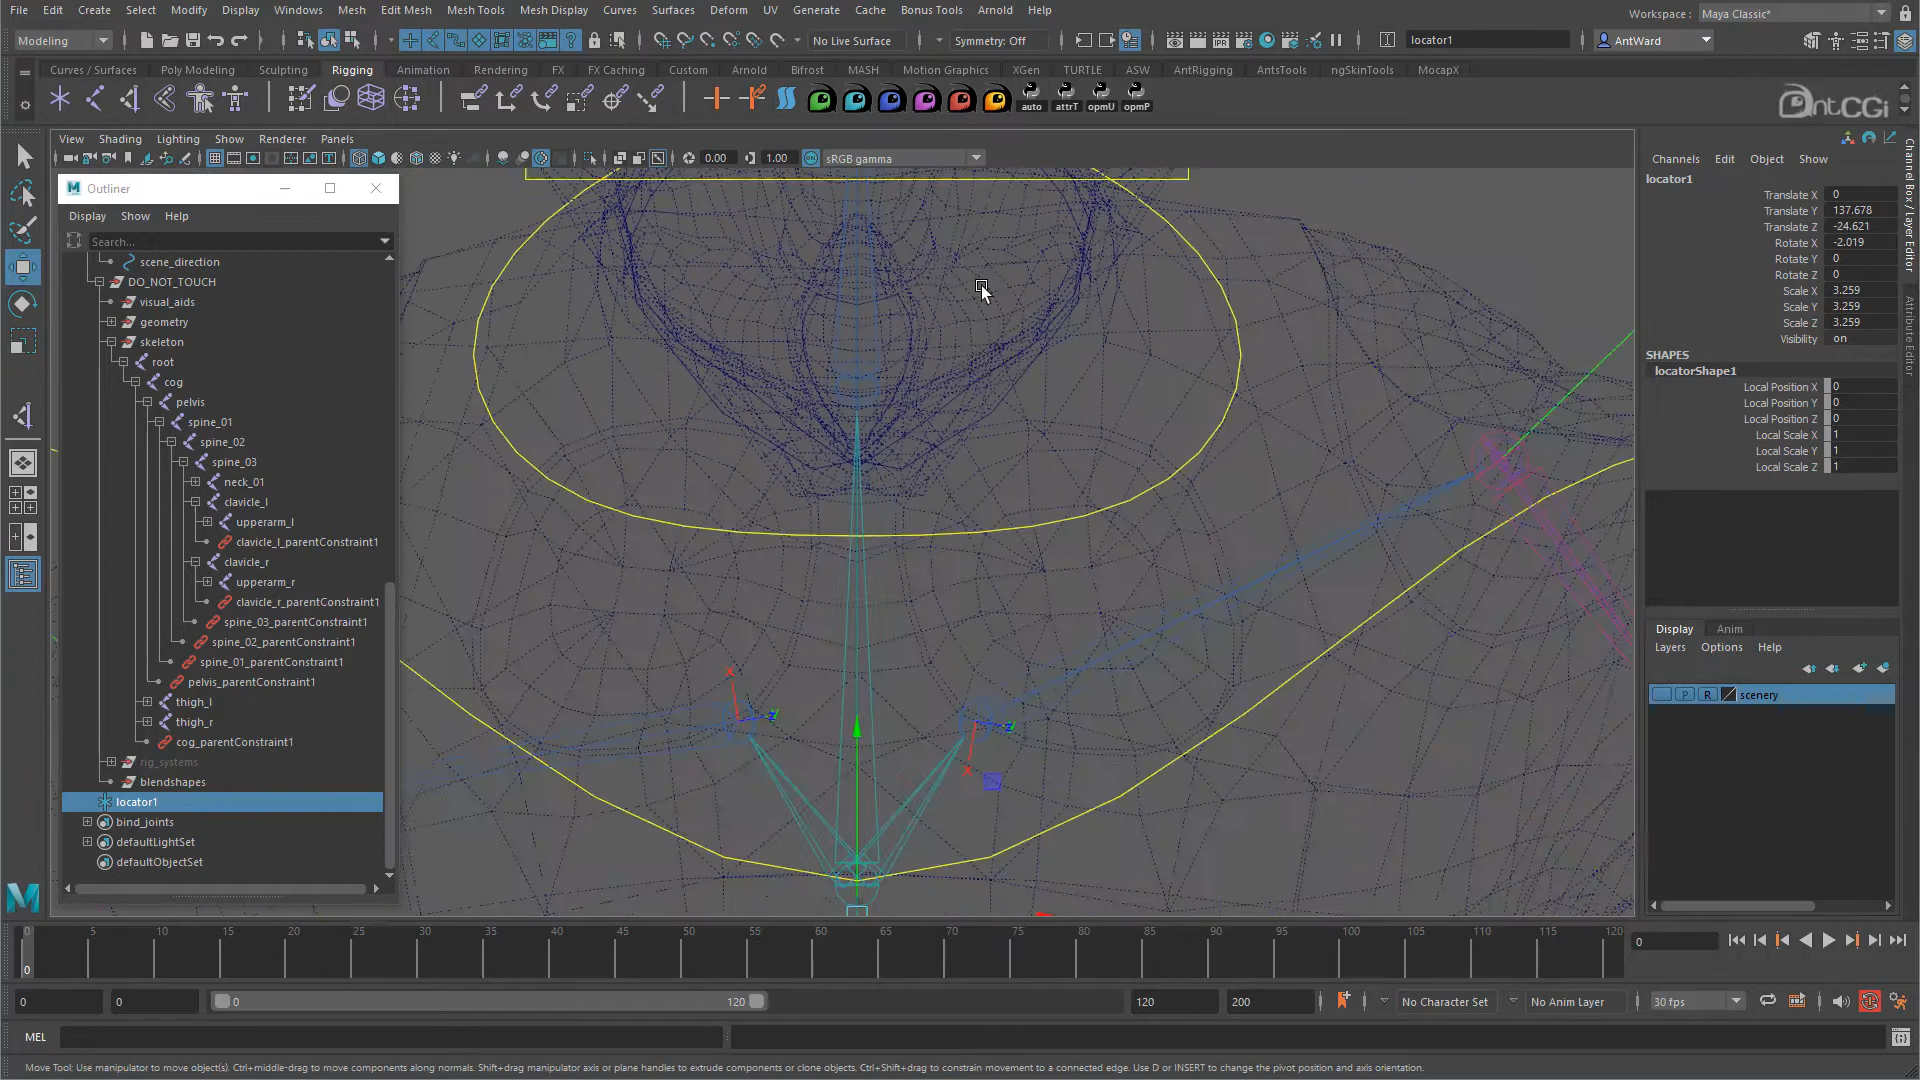 File Edit Create Select Modify Display Windows Mesh Edit Mesh Mesh Tools Mesh Display Curves Surfaces Deform UV Generate Cache Bonus Tools Arnold Help
Workspace : Maya Classic*
Modeling
No Live Surface
Symmetry: Off
locator1
AntWard
Curves / Surfaces Poly Modeling Sculpting Rigging Animation Rendering FX FX Caching Custom Arnold Bifrost MASH Motion Graphics XGen TURTLE ASW AntRigging AntsTools ngSkinTools MocapX
IPR
auto attrT opmU opmP
antCGi
View Shading Lighting Show Renderer Panels
0.00 1.00 ON sRGB gamma
Channels Edit Object Show
locator1
Translate X 0
Translate Y 137.678
Translate Z -24.621
Rotate X -2.019
Rotate Y 0
Rotate Z 0
Scale X 3.259
Scale Y 3.259
Scale Z 3.259
Visibility on
SHAPES
locatorShape1
Local Position X 0
Local Position Y 0
Local Position Z 0
Local Scale X 1
Local Scale Y 1
Local Scale Z 1
Channel Box / Layer Editor
Attribute Editor
Display Anim
Layers Options Help
P R scenery
Outliner
Display Show Help
Search...
scene_direction
DO_NOT_TOUCH
visual_aids
geometry
skeleton
root
cog
pelvis
spine_01
spine_02
spine_03
neck_01
clavicle_l
upperarm_l
clavicle_l_parentConstraint1
clavicle_r
upperarm_r
clavicle_r_parentConstraint1
spine_03_parentConstraint1
spine_02_parentConstraint1
spine_01_parentConstraint1
pelvis_parentConstraint1
thigh_l
thigh_r
cog_parentConstraint1
rig_systems
blendshapes
locator1
bind_joints
defaultLightSet
defaultObjectSet
x z
z x
0 5 10 15 20 25 30 35 40 45 50 55 60 65 70 75 80 85 90 95 100 105 110 115 120
0
0
0 0 0 120 120 200 No Character Set No Anim Layer 30 fps
MEL
Move Tool: Use manipulator to move object(s). Ctrl+middle-drag to move components along normals. Shift+drag manipulator axis or plane handles to extrude components or clone objects. Ctrl+Shift+drag to constrain movement to a connected edge. Use D or INSERT to change the pivot position and axis orientation.